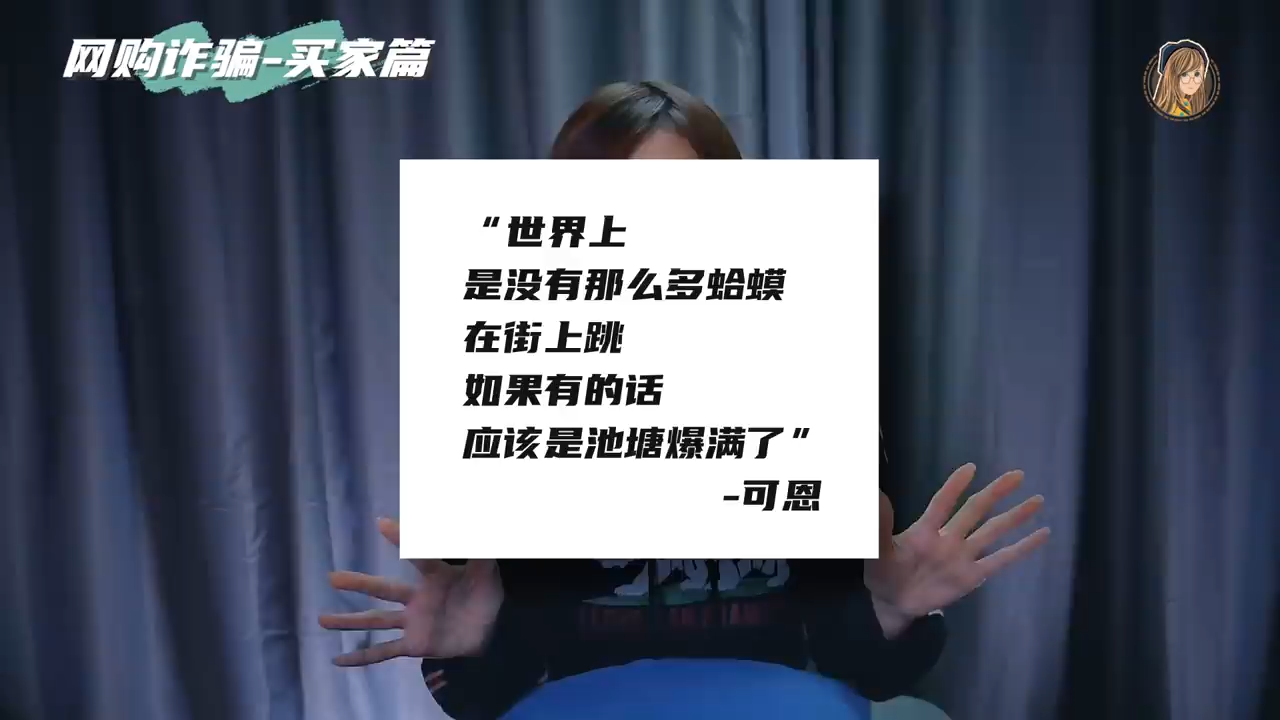 网购诈骗-买家篇
“世界上
是没有那么多蛤蟆
在街上跳
如果有的话
应该是池塘爆满了”
-可恩